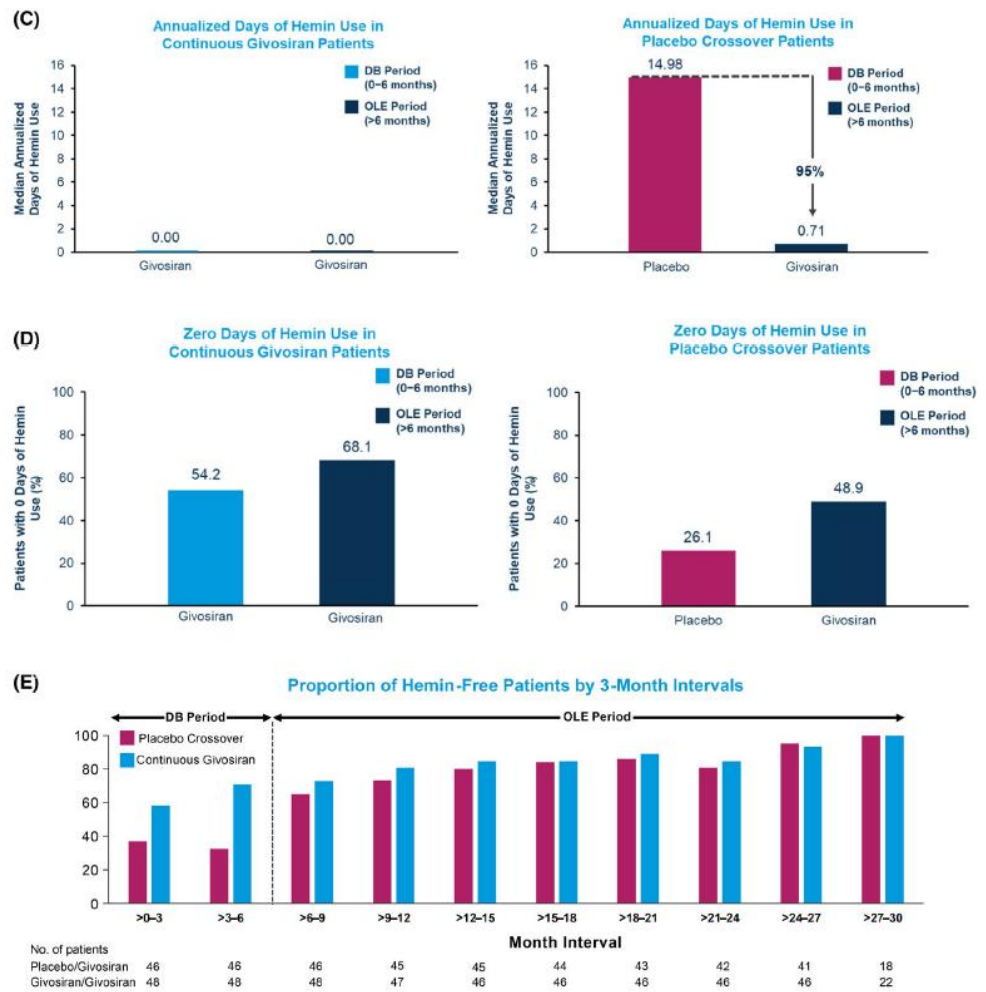 (C)
Annualized Days of Hemin Use in
Continuous Givosiran Patients
Median Annualized
Days of Hemin Use
16
14
12
10
8
6
4
2
0
DB Period
(0–6 months)
OLE Period
(>6 months)
0.00
0.00
Givosiran
Givosiran
Annualized Days of Hemin Use in
Placebo Crossover Patients
Median Annualized
Days of Hemin Use
16
14
12
10
8
6
4
2
0
14.98
DB Period
(0–6 months)
OLE Period
(>6 months)
95%
0.71
Placebo
Givosiran
(D)
Zero Days of Hemin Use in
Continuous Givosiran Patients
Patients with 0 Days of Hemin
Use (%)
100
80
60
40
20
0
DB Period
(0–6 months)
OLE Period
(>6 months)
54.2
68.1
Givosiran
Givosiran
Zero Days of Hemin Use in
Placebo Crossover Patients
Patients with 0 Days of Hemin
Use (%)
100
80
60
40
20
0
DB Period
(0–6 months)
OLE Period
(>6 months)
26.1
48.9
Placebo
Givosiran
(E)
Proportion of Hemin-Free Patients by 3-Month Intervals
DB Period
OLE Period
Placebo Crossover
Continuous Givosiran
100
80
60
40
20
0
>0–3 >3–6 >6–9 >9–12 >12–15 >15–18 >18–21 >21–24 >24–27 >27–30
Month Interval
No. of patients
Placebo/Givosiran 46 46 46 45 45 44 43 42 41 18
Givosiran/Givosiran 48 48 48 47 46 46 46 46 46 22